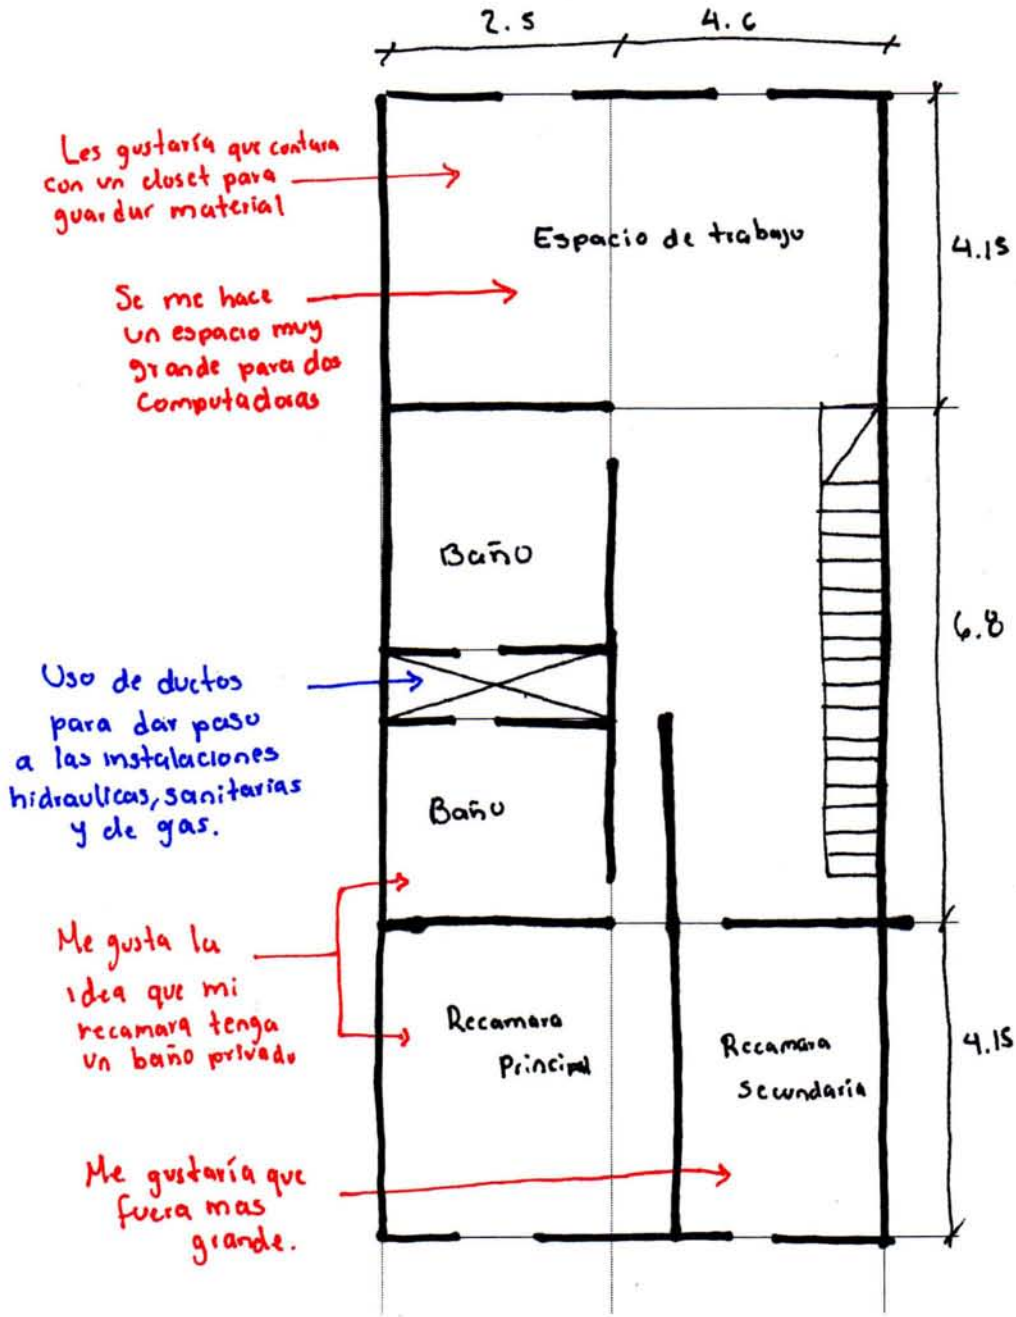 2.5 4.6
Les gustaría que contara
con un closet para
guardar material
Espacio de trabajo
4.15
Se me hace
un espacio muy
grande para dos
computadoras
Baño
6.8
Uso de ductos
para dar paso
a las instalaciones
hidraulicas, sanitarias
y de gas.
Baño
Me gusta la
idea que mi
recamara tenga
un baño privado
Recamara
Principal
Recamara
Secundaria
4.15
Me gustaría que
fuera mas
grande.